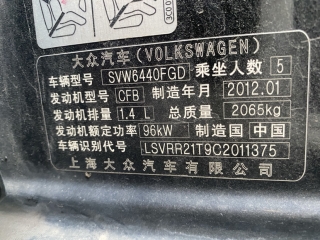 大众汽车(VOLKSWAGEN)
车辆型号 SVW6440FGD 乘坐人数 5
发动机型号 CFB 制造年月 2012.01
发动机排量 1.4 L 总质量 2065kg
发动机额定功率 96kW 制造国 中国
车辆识别代号 LSVRR21T9C2011375
上海大众汽车有限公司